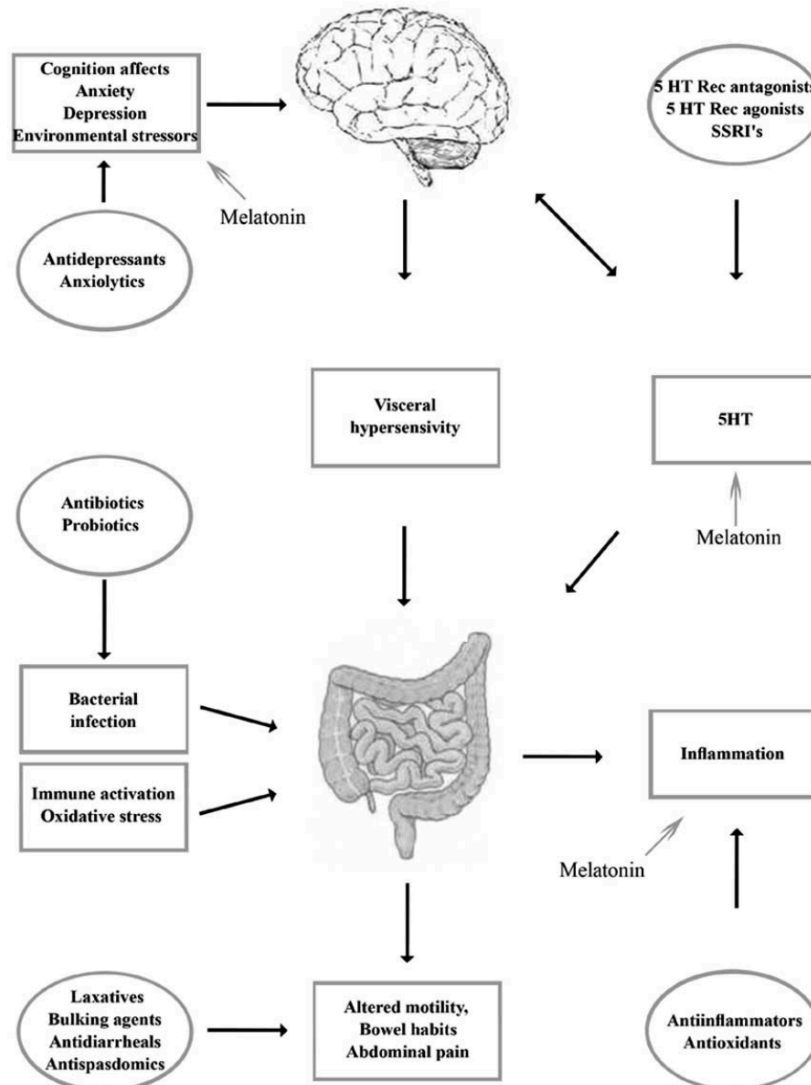 Cognition affects
Anxiety
Depression
Environmental stressors
5 HT Rec antagonists
5 HT Rec agonists
SSRI's
Melatonin
Antidepressants
Anxiolytics
Visceral
hypersensivity
5HT
Antibiotics
Probiotics
Melatonin
Bacterial
infection
Immune activation
Oxidative stress
Inflammation
Melatonin
Laxatives
Bulking agents
Antidiarrheals
Antispasdomics
Altered motility,
Bowel habits
Abdominal pain
Antiinflammators
Antioxidants